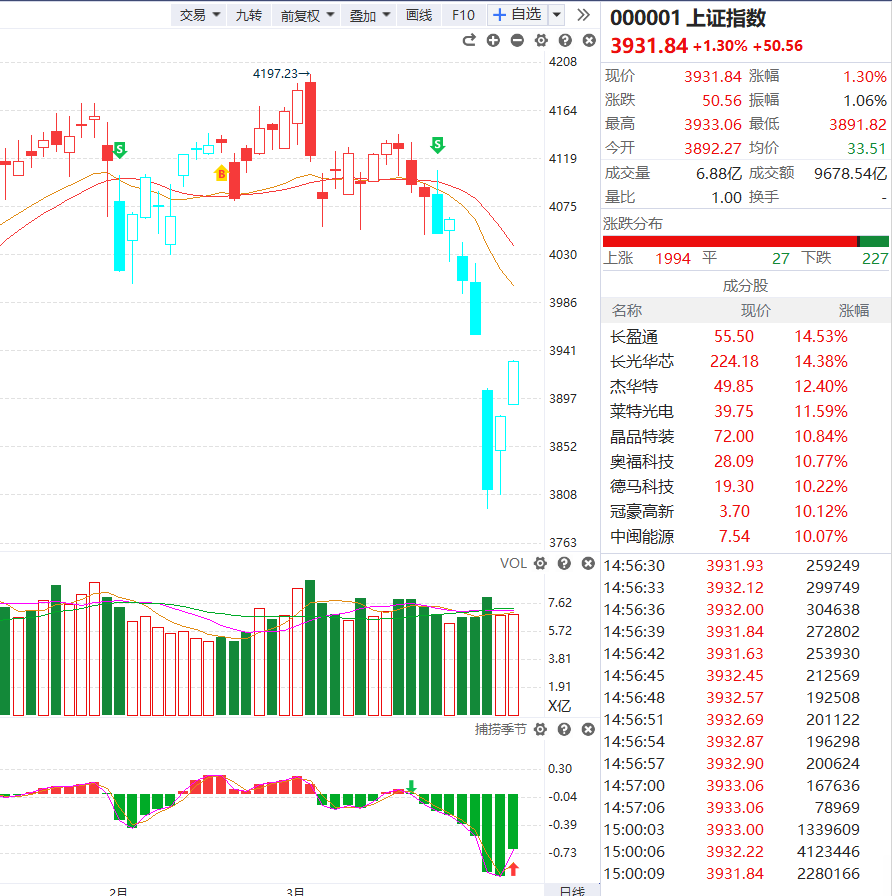 交易 九转 前复权 叠加 画线 F10 自选
000001 上证指数
3931.84 +1.30% +50.56
现价 3931.84 涨幅 1.30%
涨跌 50.56 振幅 1.06%
最高 3933.06 最低 3891.82
今开 3892.27 均价 33.51
成交量 6.88亿 成交额 9678.54亿
量比 1.00 换手 -
涨跌分布
上涨 1994 平 27 下跌 227
成分股
名称 现价 涨幅
长盈通 55.50 14.53%
长光华芯 224.18 14.38%
杰华特 49.85 12.40%
莱特光电 39.75 11.59%
晶品特装 72.00 10.84%
奥福科技 28.09 10.77%
德马科技 19.30 10.22%
冠豪高新 3.70 10.12%
中闽能源 7.54 10.07%
14:56:30 3931.93 259249
14:56:33 3932.12 299749
14:56:36 3932.00 304638
14:56:39 3931.84 272802
14:56:42 3931.63 253930
14:56:45 3932.45 212569
14:56:48 3932.57 192508
14:56:51 3932.69 201122
14:56:54 3932.87 196298
14:56:57 3932.90 200624
14:57:00 3933.06 167636
14:57:06 3933.06 78969
15:00:03 3933.00 1339609
15:00:06 3932.22 4123446
15:00:09 3931.84 2280166
4197.23→
S
B
S
4208
4164
4119
4075
4030
3986
3941
3897
3852
3808
3763
VOL
7.62
5.72
3.81
1.91
X亿
捕捞季节
0.30
-0.04
-0.39
-0.73
2月 3月 日线